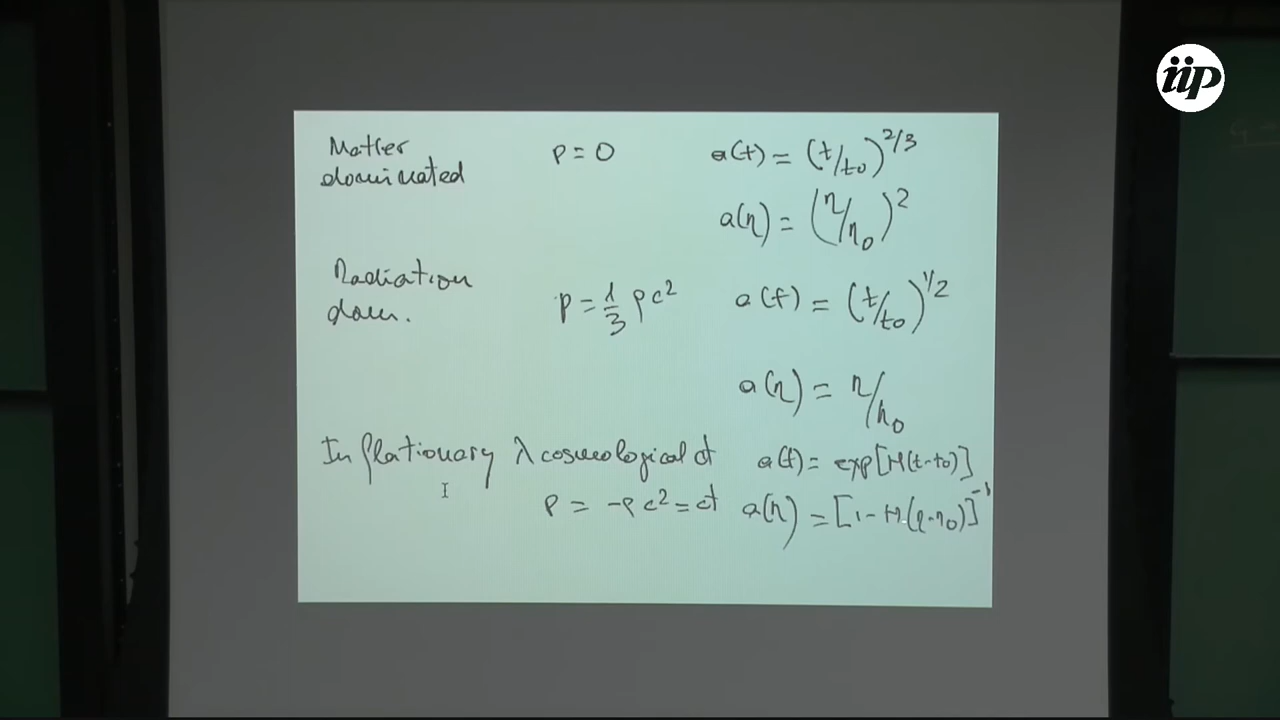 iip
Matter
dominated
p = 0
a(t) = (t/t0)^2/3
a(η) = (η/η0)^2
Radiation
dom.
p = 1/3 ρc^2
a(t) = (t/t0)^1/2
a(η) = η/η0
Inflationary λ cosmological ct a(t) = exp[H(t-t0)]
p = -ρc^2 = ct a(η) = [1-H(η-η0)]^-1